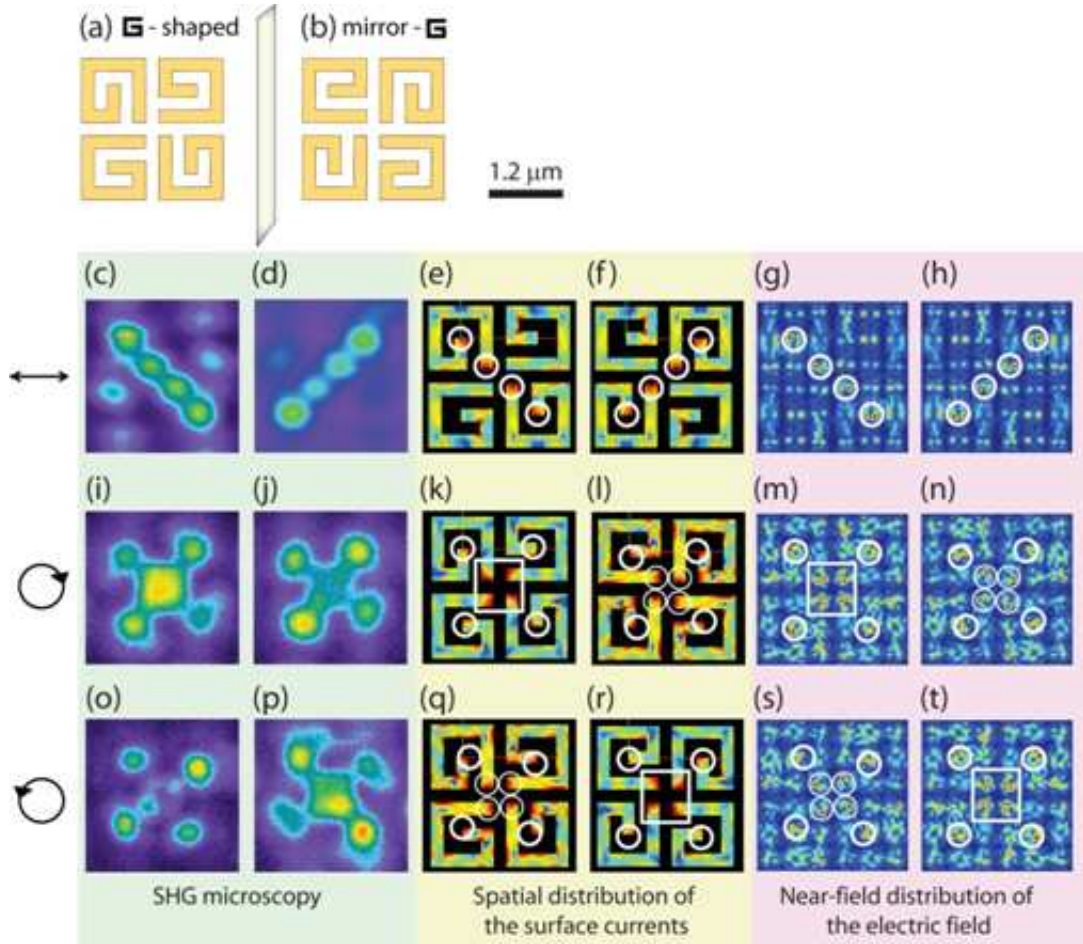 (a) G - shaped
(b) mirror - G
1.2 μm
(c) (d) (e) (f) (g) (h)
(i) (j) (k) (l) (m) (n)
(o) (p) (q) (r) (s) (t)
SHG microscopy
Spatial distribution of
the surface currents
Near-field distribution of
the electric field